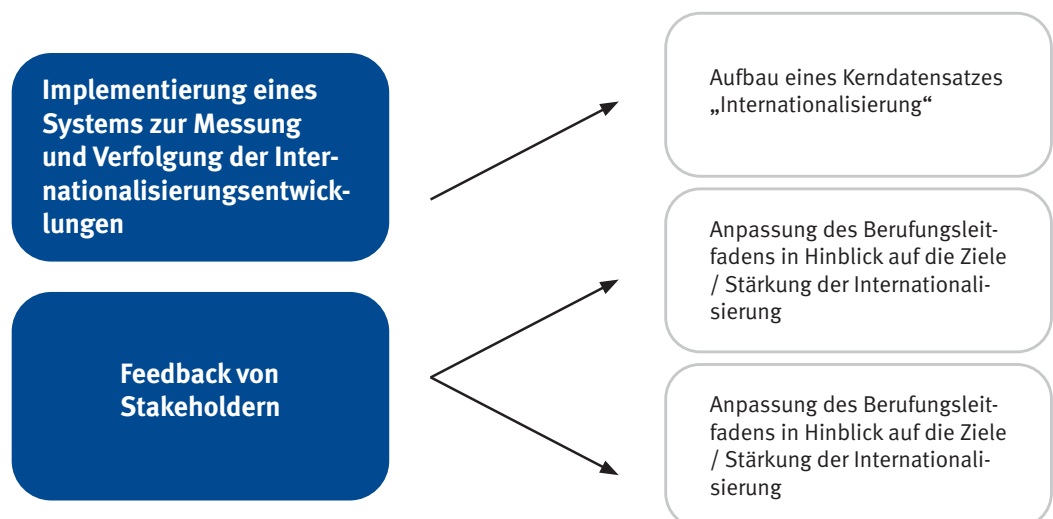 Implementierung eines
Systems zur Messung
und Verfolgung der Inter-
nationalisierungsentwick-
lungen
Aufbau eines Kerndatensatzes
„Internationalisierung“
Feedback von
Stakeholdern
Anpassung des Berufungsleit-
fadens in Hinblick auf die Ziele
/ Stärkung der Internationali-
sierung
Anpassung des Berufungsleit-
fadens in Hinblick auf die Ziele
/ Stärkung der Internationali-
sierung